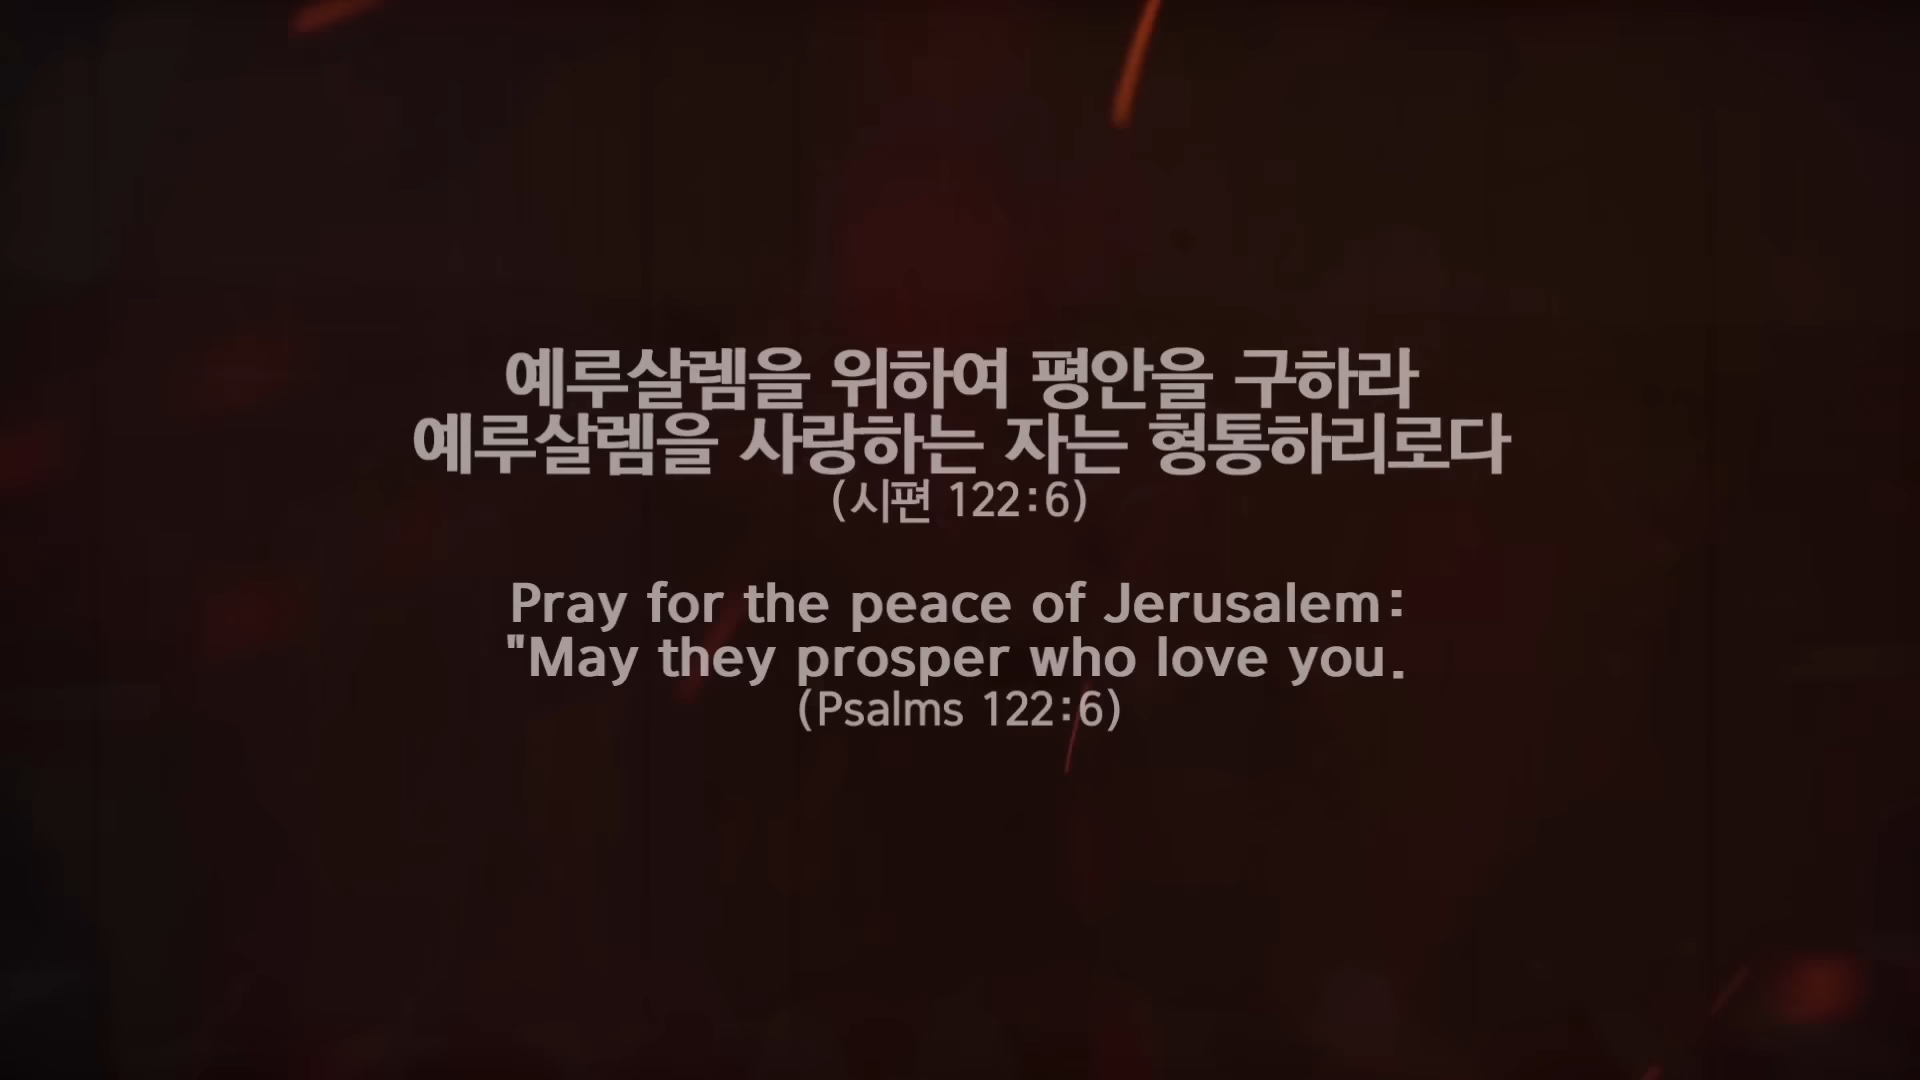 예루살렘을 위하여 평안을 구하라
예루살렘을 사랑하는 자는 형통하리로다
(시편 122:6)
Pray for the peace of Jerusalem:
"May they prosper who love you.
(Psalms 122:6)